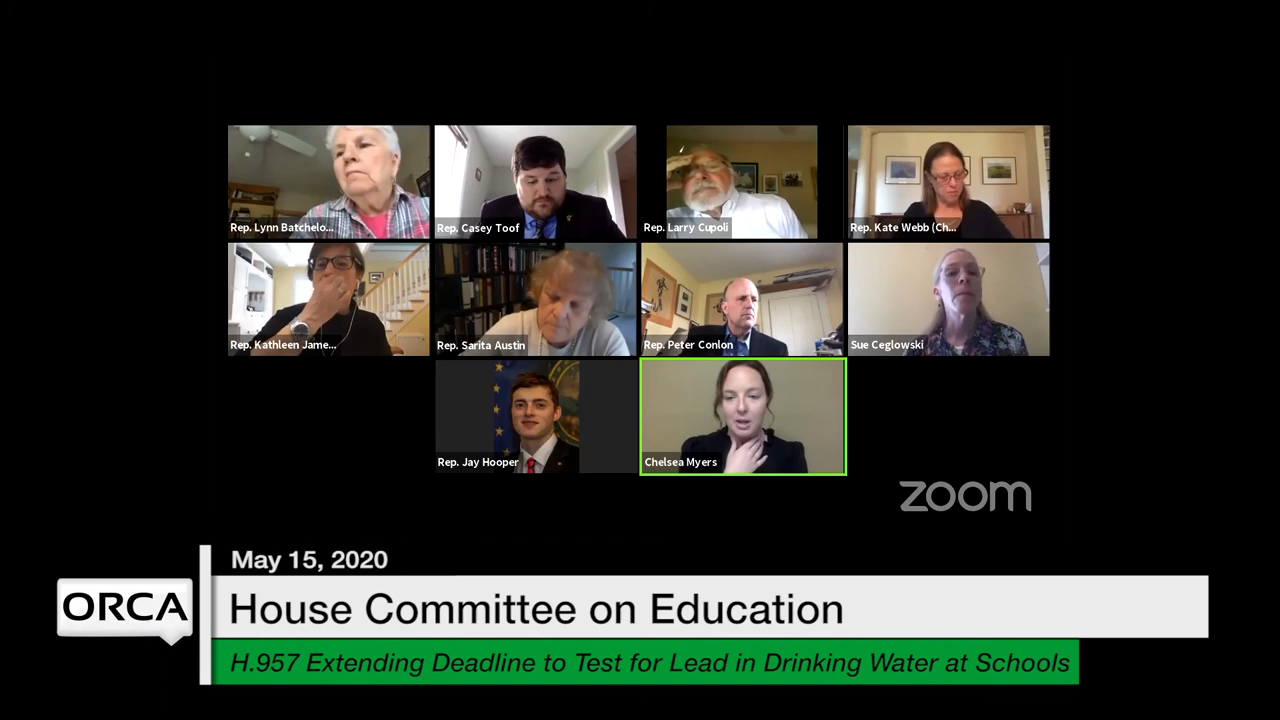 Rep. Lynn Batchelo...
Rep. Casey Toof
Rep. Larry Cupoli
Rep. Kate Webb (Ch...
Rep. Kathleen Jame...
Rep. Sarita Austin
Rep. Peter Conlon
Sue Ceglowski
Rep. Jay Hooper
Chelsea Myers
zoom
May 15, 2020
ORCA
House Committee on Education
H.957 Extending Deadline to Test for Lead in Drinking Water at Schools